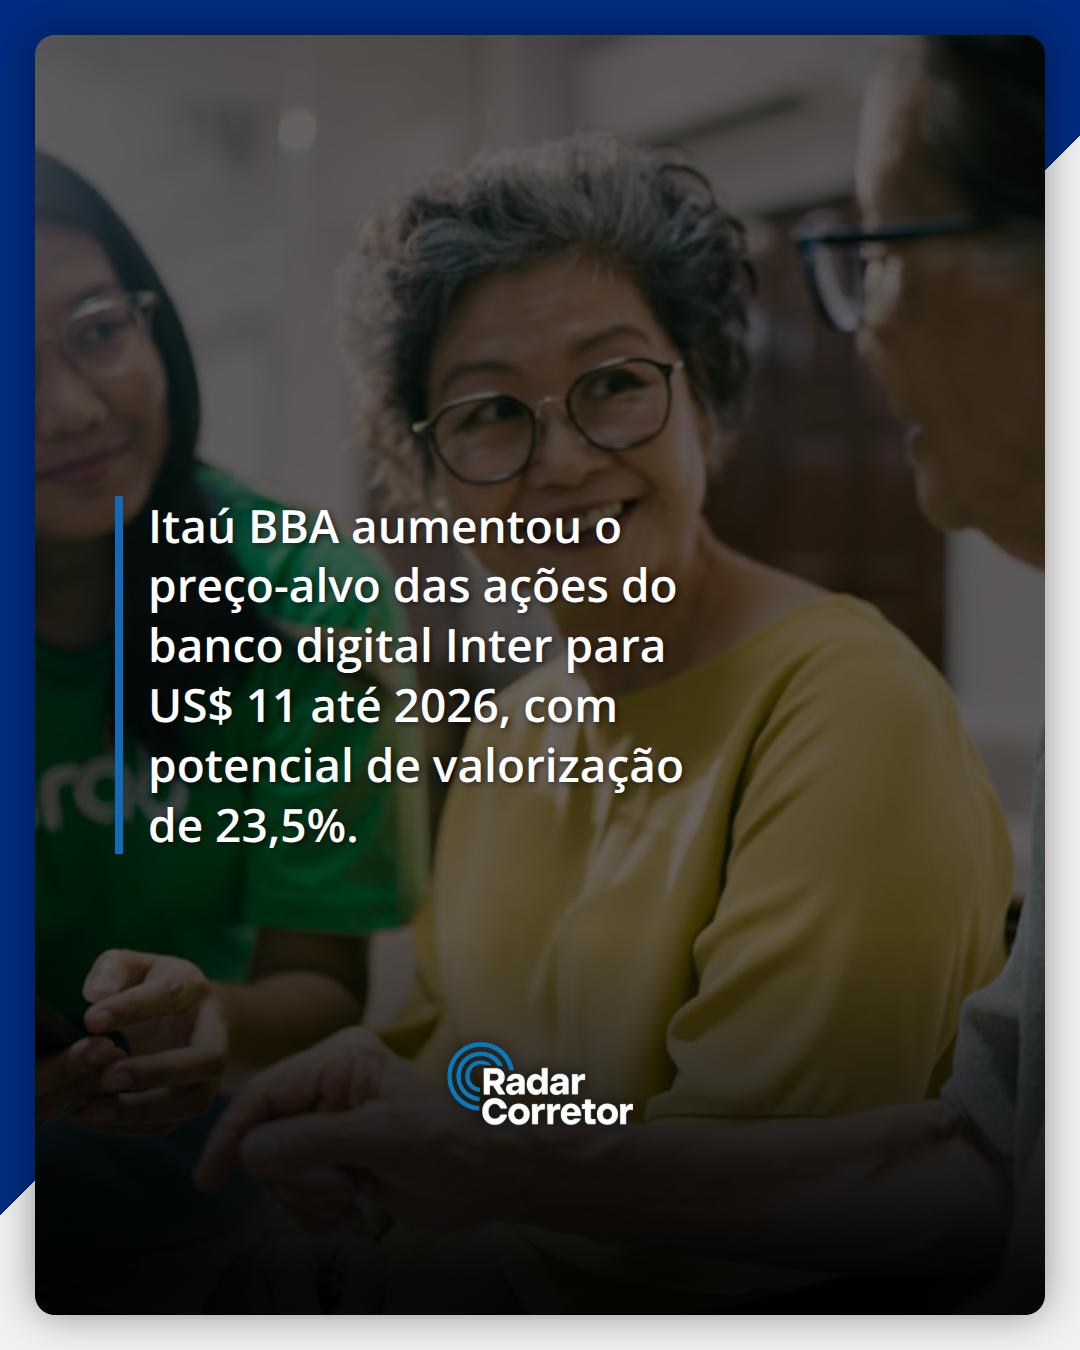 Itaú BBA aumentou o
preço-alvo das ações do
banco digital Inter para
US$ 11 até 2026, com
potencial de valorização
de 23,5%.
Radar
Corretor